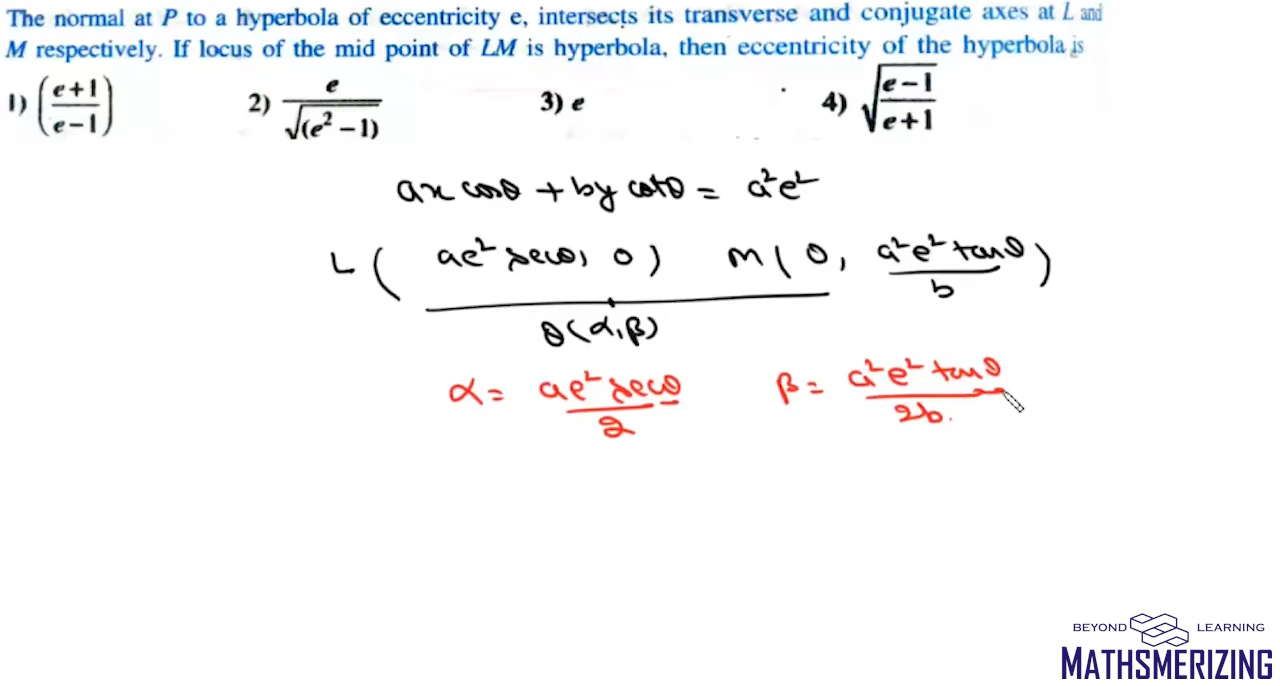 The normal at P to a hyperbola of eccentricity e, intersects its transverse and conjugate axes at L and
M respectively. If locus of the mid point of LM is hyperbola, then eccentricity of the hyperbola is
1) ((e+1)/(e−1)) 2) e/√(e² −1) 3) e 4) √((e−1)/(e+1))
ax cosθ + by cotθ = a²e²
L ( ae² secθ, 0 ) M ( 0, a²e² tanθ / b )
θ(α,β)
α = ae² secθ / 2 β = a²e² tanθ / 2b.
BEYOND LEARNING
MATHSMERIZING